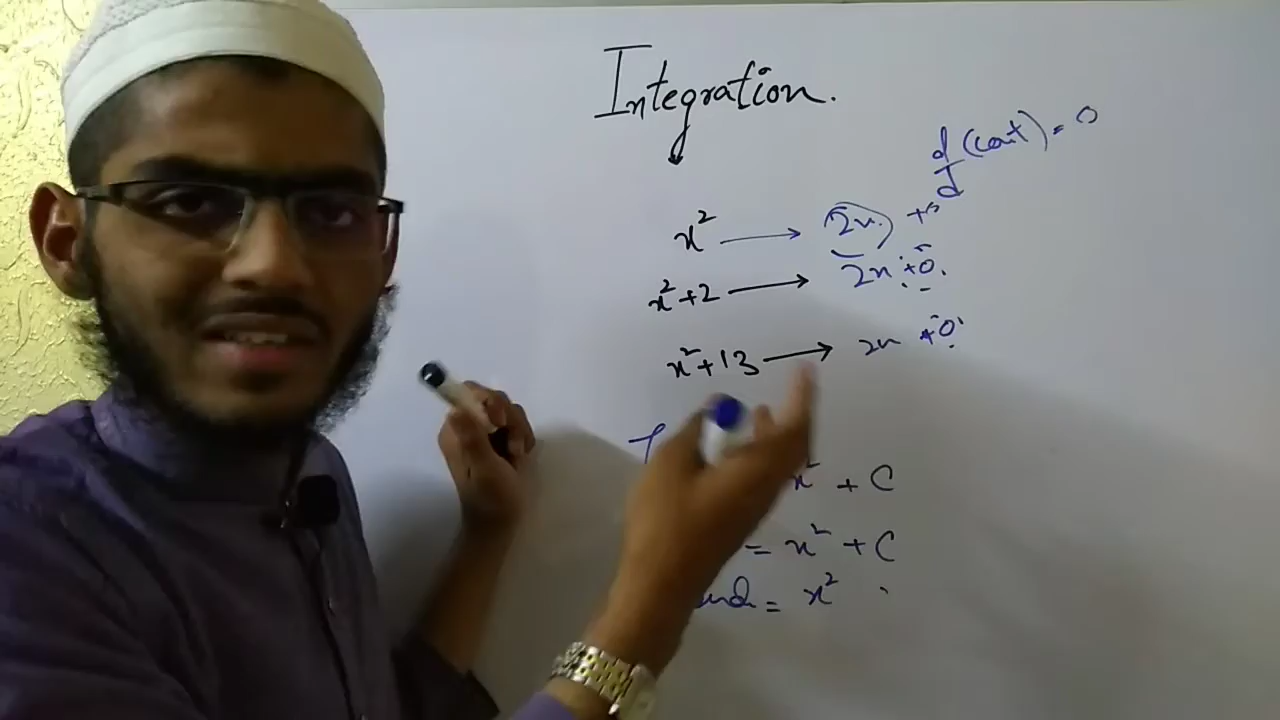 Integration.
d/d (cont) = 0
x² → 2x. + 0
x²+2 → 2x + 0.
x²+13 → 2x + 0
x² + C
= x² + C
= x²